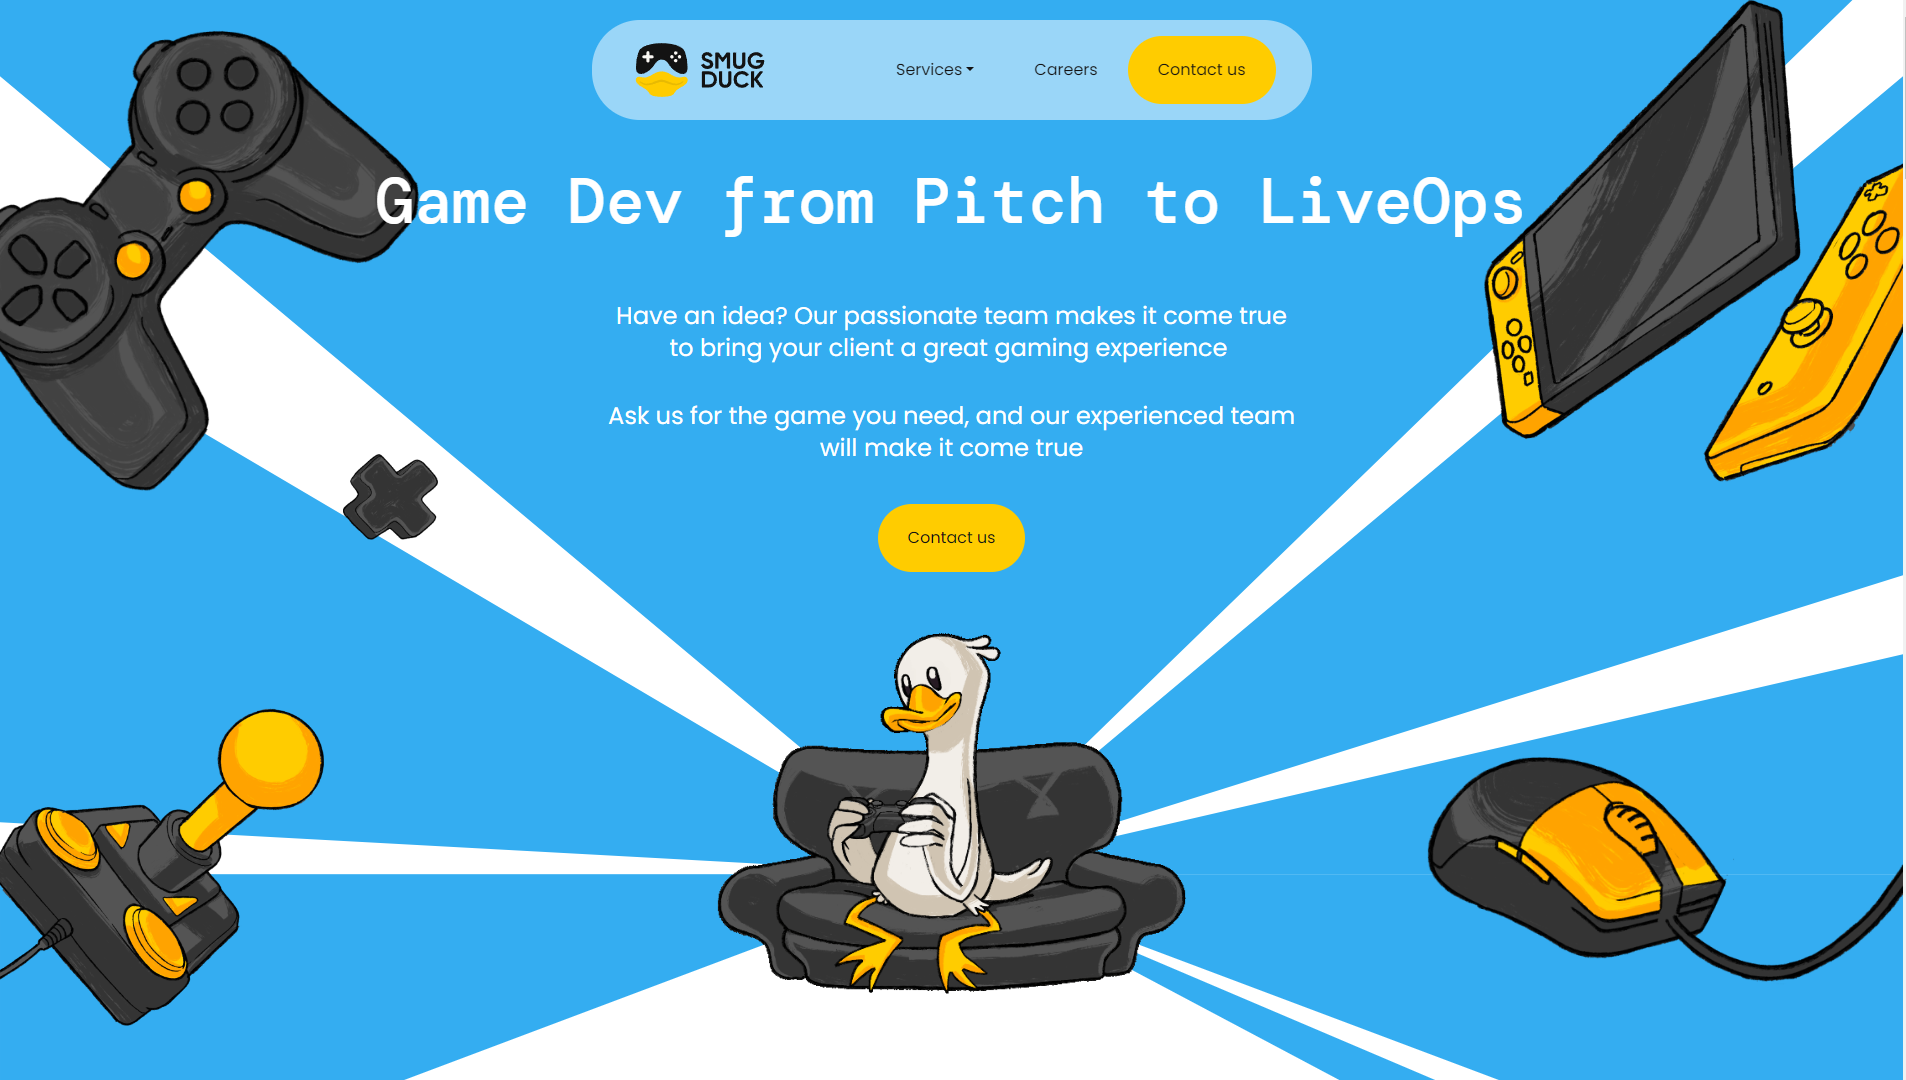 SMUG
DUCK
Services
Careers
Contact us
Game Dev from Pitch to LiveOps
Have an idea? Our passionate team makes it come true
to bring your client a great gaming experience
Ask us for the game you need, and our experienced team
will make it come true
Contact us